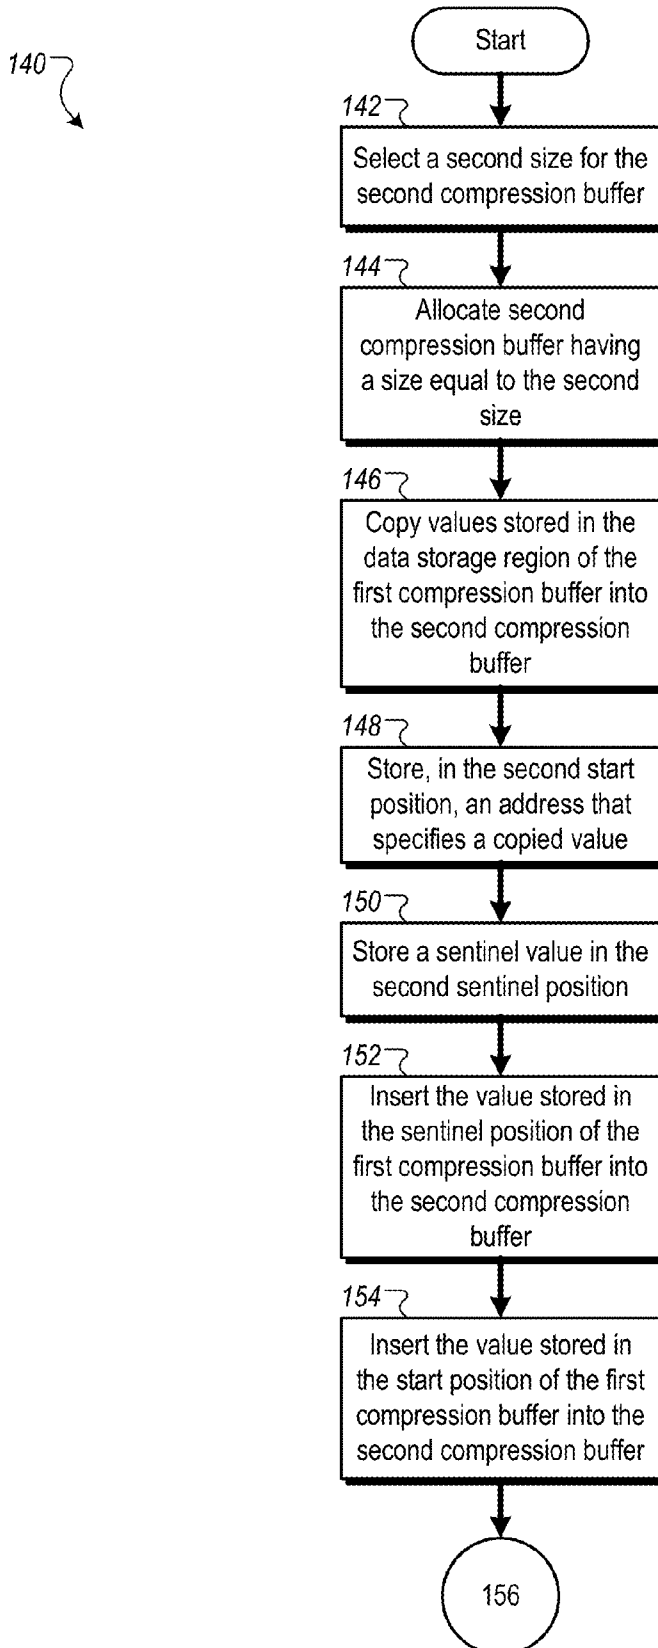 Start
140
142
Select a second size for the
second compression buffer
144
Allocate second
compression buffer having
a size equal to the second
size
146
Copy values stored in the
data storage region of the
first compression buffer into
the second compression
buffer
148
Store, in the second start
position, an address that
specifies a copied value
150
Store a sentinel value in the
second sentinel position
152
Insert the value stored in
the sentinel position of the
first compression buffer into
the second compression
buffer
154
Insert the value stored in
the start position of the first
compression buffer into the
second compression buffer
156